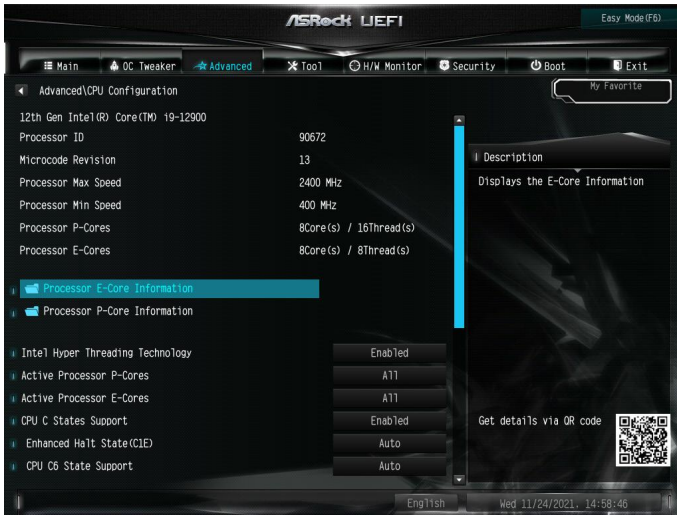 ASRock UEFI
Easy Mode(F6)
Main OC Tweaker Advanced Tool H/W Monitor Security Boot Exit
Advanced\CPU Configuration
My Favorite
12th Gen Intel(R) Core(TM) i9-12900
Processor ID 90672
Microcode Revision 13
Processor Max Speed 2400 MHz
Processor Min Speed 400 MHz
Processor P-Cores 8Core(s) / 16Thread(s)
Processor E-Cores 8Core(s) / 8Thread(s)
Processor E-Core Information
Processor P-Core Information
Intel Hyper Threading Technology Enabled
Active Processor P-Cores All
Active Processor E-Cores All
CPU C States Support Enabled
Enhanced Halt State(C1E) Auto
CPU C6 State Support Auto
Description
Displays the E-Core Information
Get details via QR code
English
Wed 11/24/2021. 14:58:46